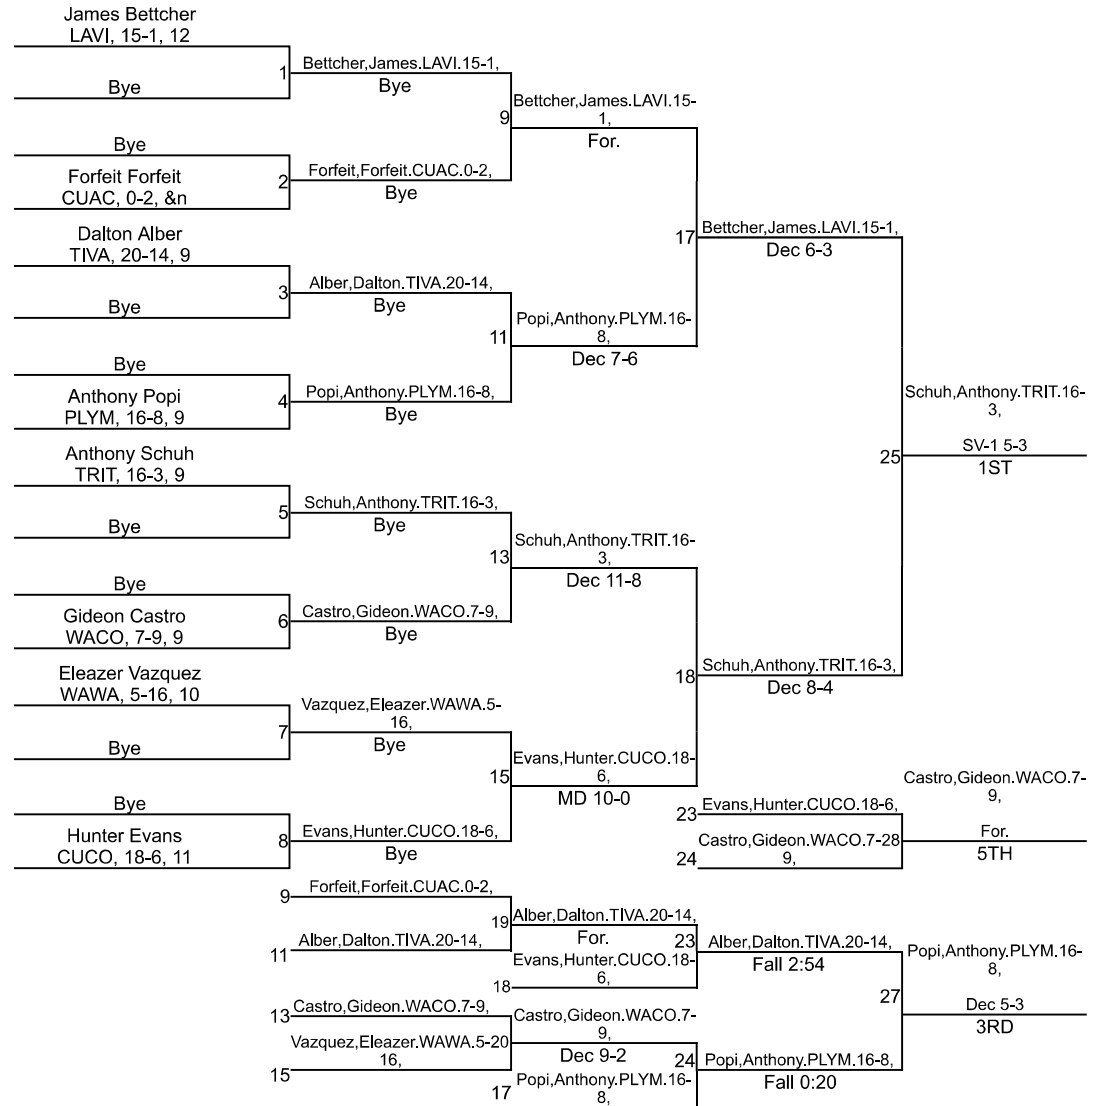 James Bettcher
LAVI, 15-1, 12
1
Bye
Bettcher,James.LAVI.15-1,
Bye
9
Bettcher,James.LAVI.15-
1,
For.
Bye
Forfeit Forfeit
CUAC, 0-2, &n
2
Forfeit,Forfeit.CUAC.0-2,
Bye
17
Bettcher,James.LAVI.15-1,
Dec 6-3
Dalton Alber
TIVA, 20-14, 9
3
Bye
Alber,Dalton.TIVA.20-14,
Bye
11
Popi,Anthony.PLYM.16-
8,
Dec 7-6
Bye
Anthony Popi
PLYM, 16-8, 9
4
Popi,Anthony.PLYM.16-8,
Bye
25
Schuh,Anthony.TRIT.16-
3,
SV-1 5-3
1ST
Anthony Schuh
TRIT, 16-3, 9
5
Bye
Schuh,Anthony.TRIT.16-3,
Bye
13
Schuh,Anthony.TRIT.16-
3,
Dec 11-8
Bye
Gideon Castro
WACO, 7-9, 9
6
Castro,Gideon.WACO.7-9,
Bye
18
Schuh,Anthony.TRIT.16-3,
Dec 8-4
Eleazer Vazquez
WAWA, 5-16, 10
7
Bye
Vazquez,Eleazer.WAWA.5-
16,
Bye
15
Evans,Hunter.CUCO.18-
6,
MD 10-0
Bye
Hunter Evans
CUCO, 18-6, 11
8
Evans,Hunter.CUCO.18-6,
Bye
23
Evans,Hunter.CUCO.18-6,
24
Castro,Gideon.WACO.7-28
9,
Castro,Gideon.WACO.7-
9,
For.
5TH
9
Forfeit,Forfeit.CUAC.0-2,
11
Alber,Dalton.TIVA.20-14,
19
Alber,Dalton.TIVA.20-14,
For.
18
Evans,Hunter.CUCO.18-
6,
23
Alber,Dalton.TIVA.20-14,
Fall 2:54
13
Castro,Gideon.WACO.7-9,
15
Vazquez,Eleazer.WAWA.5-20
16,
Castro,Gideon.WACO.7-
9,
Dec 9-2
17
Popi,Anthony.PLYM.16-
8,
24
Popi,Anthony.PLYM.16-8,
Fall 0:20
27
Popi,Anthony.PLYM.16-
8,
Dec 5-3
3RD